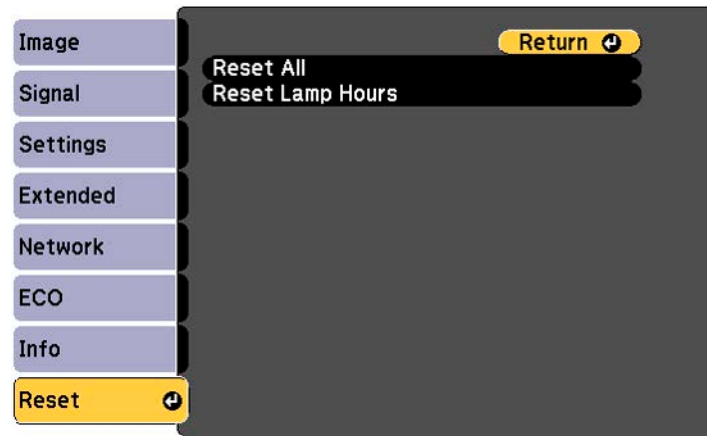 Image
Signal
Settings
Extended
Network
ECO
Info
Reset
Return
Reset All
Reset Lamp Hours